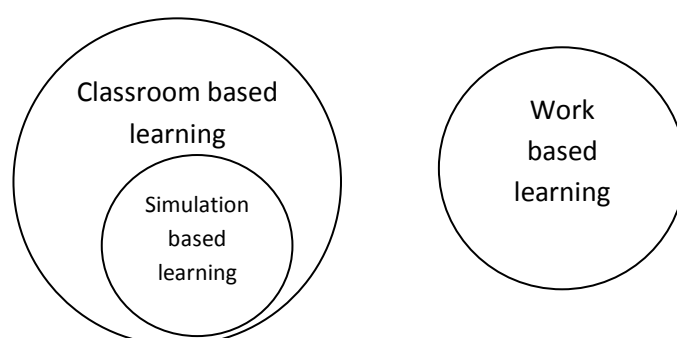 Classroom based
learning
Simulation
based
learning
Work
based
learning